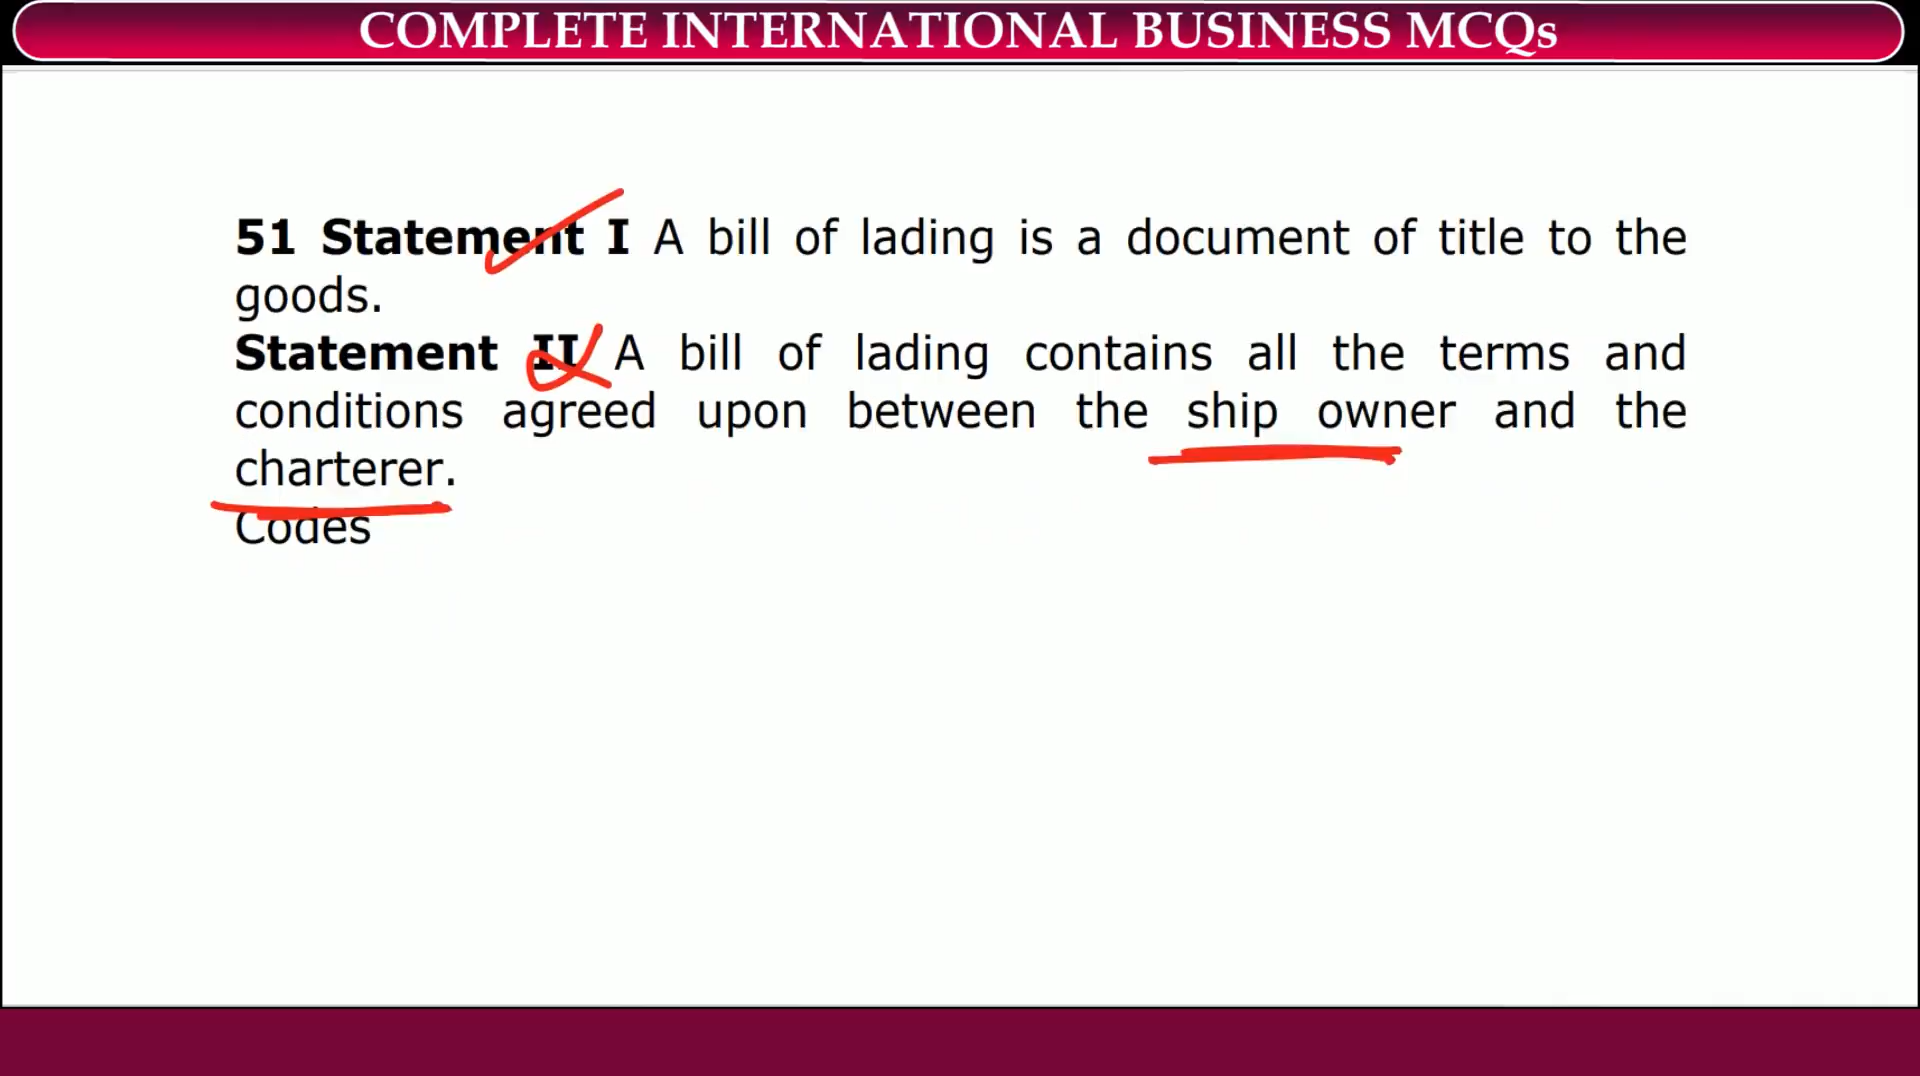 COMPLETE INTERNATIONAL BUSINESS MCQs
51 Statement I A bill of lading is a document of title to the
goods.
Statement II A bill of lading contains all the terms and
conditions agreed upon between the ship owner and the
charterer.
Codes